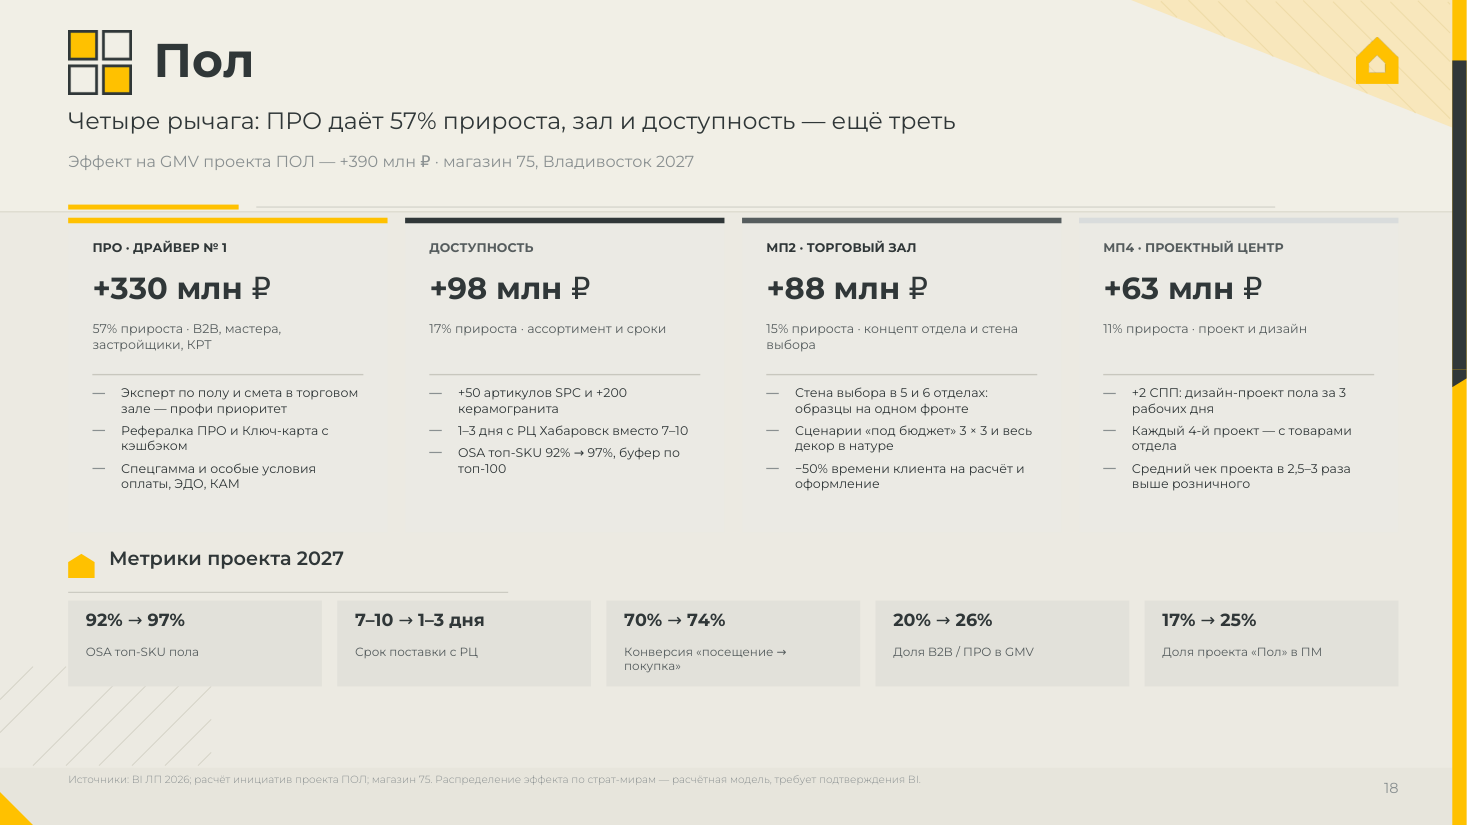 Пол
Четыре рычага: ПРО даёт 57% прироста, зал и доступность — ещё треть
Эффект на GMV проекта ПОЛ — +390 млн ₽ · магазин 75, Владивосток 2027
ПРО · ДРАЙВЕР № 1
+330 млн ₽
57% прироста · B2B, мастера,
застройщики, КРТ
— Эксперт по полу и смета в торговом
зале — профи приоритет
— Рефералка ПРО и Ключ-карта с
кэшбэком
— Спецгамма и особые условия
оплаты, ЭДО, КАМ
ДОСТУПНОСТЬ
+98 млн ₽
17% прироста · ассортимент и сроки
— +50 артикулов SPC и +200
керамогранита
— 1–3 дня с РЦ Хабаровск вместо 7–10
— OSA топ-SKU 92% → 97%, буфер по
топ-100
МП2 · ТОРГОВЫЙ ЗАЛ
+88 млн ₽
15% прироста · концепт отдела и стена
выбора
— Стена выбора в 5 и 6 отделах:
образцы на одном фронте
— Сценарии «под бюджет» 3 × 3 и весь
декор в натуре
— −50% времени клиента на расчёт и
оформление
МП4 · ПРОЕКТНЫЙ ЦЕНТР
+63 млн ₽
11% прироста · проект и дизайн
— +2 СПП: дизайн-проект пола за 3
рабочих дня
— Каждый 4-й проект — с товарами
отдела
— Средний чек проекта в 2,5–3 раза
выше розничного
Метрики проекта 2027
92% → 97%
OSA топ-SKU пола
7–10 → 1–3 дня
Срок поставки с РЦ
70% → 74%
Конверсия «посещение →
покупка»
20% → 26%
Доля B2B / ПРО в GMV
17% → 25%
Доля проекта «Пол» в ПМ
Источники: BI ЛП 2026; расчёт инициатив проекта ПОЛ; магазин 75. Распределение эффекта по страт-мирам — расчётная модель, требует подтверждения BI.
18